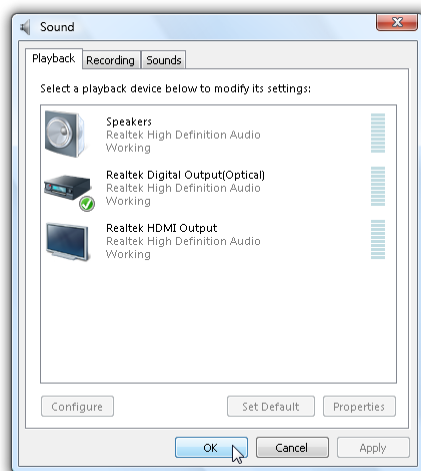 Sound
Playback
Recording
Sounds
Select a playback device below to modify its settings:
Speakers
Realtek High Definition Audio
Working
Realtek Digital Output(Optical)
Realtek High Definition Audio
Working
Realtek HDMI Output
Realtek High Definition Audio
Working
Configure
Set Default
Properties
OK
Cancel
Apply